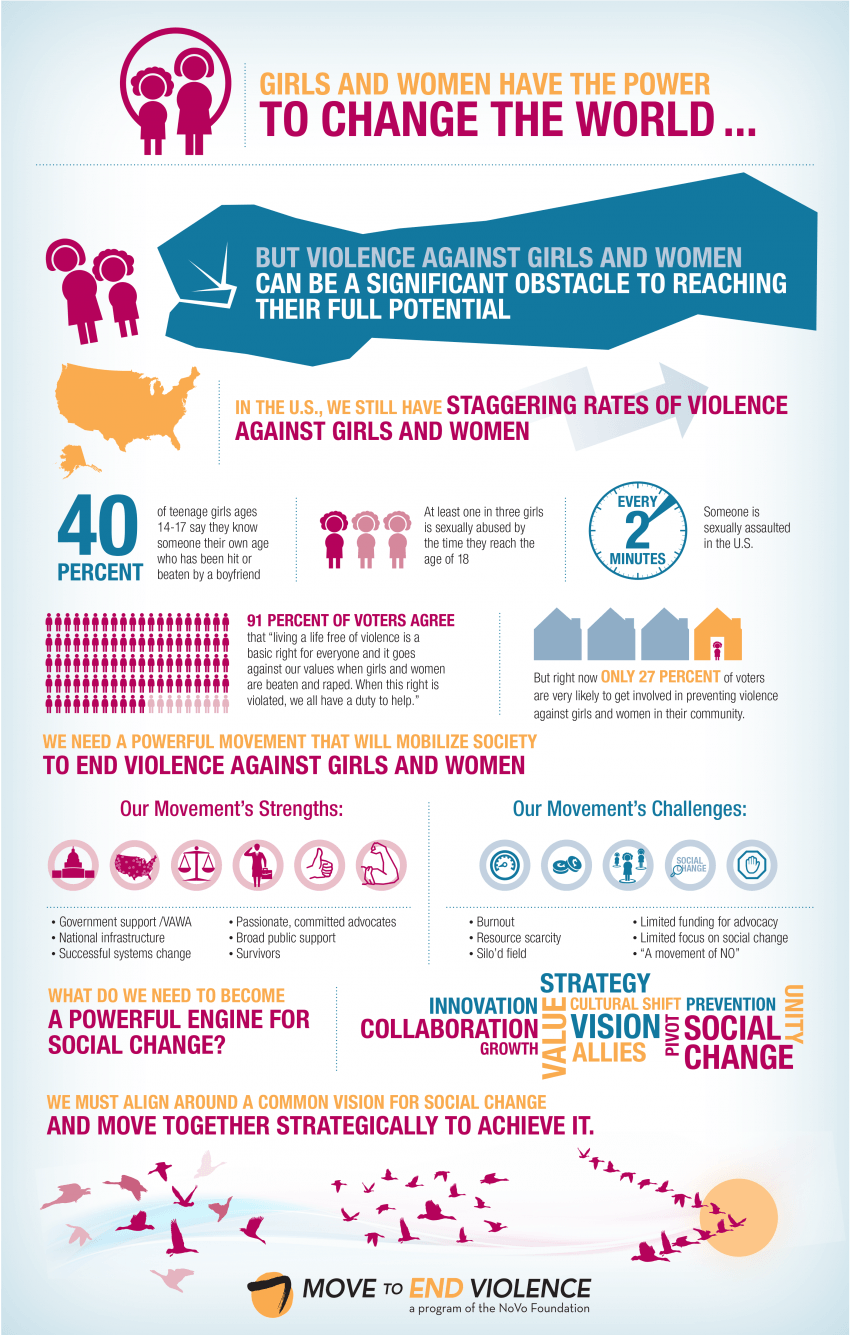 GIRLS AND WOMEN HAVE THE POWER
TO CHANGE THE WORLD ...
BUT VIOLENCE AGAINST GIRLS AND WOMEN
CAN BE A SIGNIFICANT OBSTACLE TO REACHING
THEIR FULL POTENTIAL
IN THE U.S., WE STILL HAVE STAGGERING RATES OF VIOLENCE
AGAINST GIRLS AND WOMEN
40
PERCENT
of teenage girls ages
14-17 say they know
someone their own age
who has been hit or
beaten by a boyfriend
At least one in three girls
is sexually abused by
the time they reach the
age of 18
EVERY
2
MINUTES
Someone is
sexually assaulted
in the U.S.
91 PERCENT OF VOTERS AGREE
that “living a life free of violence is a
basic right for everyone and it goes
against our values when girls and women
are beaten and raped. When this right is
violated, we all have a duty to help.”
But right now ONLY 27 PERCENT of voters
are very likely to get involved in preventing violence
against girls and women in their community.
WE NEED A POWERFUL MOVEMENT THAT WILL MOBILIZE SOCIETY
TO END VIOLENCE AGAINST GIRLS AND WOMEN
Our Movement’s Strengths:
• Government support /VAWA
• National infrastructure
• Successful systems change
• Passionate, committed advocates
• Broad public support
• Survivors
Our Movement’s Challenges:
SOCIAL
CHANGE
• Burnout
• Resource scarcity
• Silo’d field
• Limited funding for advocacy
• Limited focus on social change
• “A movement of NO”
WHAT DO WE NEED TO BECOME
A POWERFUL ENGINE FOR
SOCIAL CHANGE?
STRATEGY
INNOVATION
VALUE
CULTURAL SHIFT
PREVENTION
UNITY
COLLABORATION
VISION
PIVOT
SOCIAL
CHANGE
GROWTH
ALLIES
WE MUST ALIGN AROUND A COMMON VISION FOR SOCIAL CHANGE
AND MOVE TOGETHER STRATEGICALLY TO ACHIEVE IT.
MOVE TO END VIOLENCE
a program of the NoVo Foundation